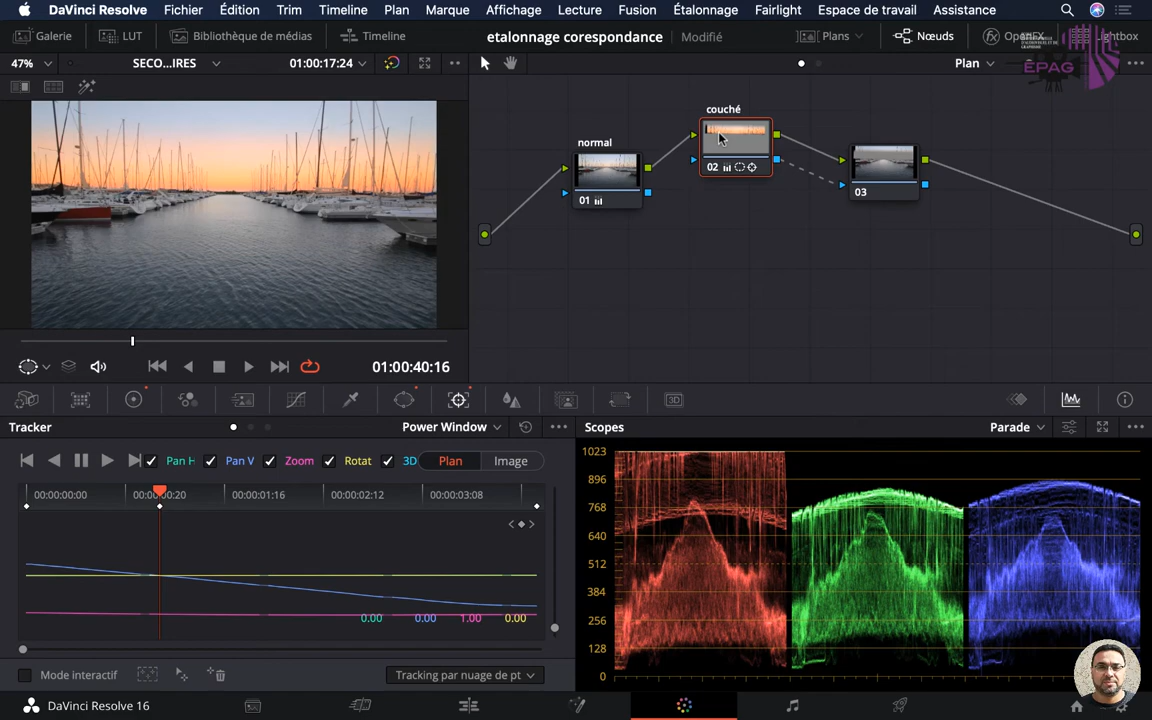 DaVinci Resolve Fichier Édition Trim Timeline Plan Marque Affichage Lecture Fusion Étalonnage Fairlight Espace de travail Assistance
Galerie LUT Bibliothèque de médias Timeline etalonnage corespondance Modifié Plans Nœuds OpenFX Lightbox
47% SECO...IRES 01:00:17:24 Plan
EPAG
couché
normal
02
01
03
01:00:40:16
3D
Tracker Power Window Scopes Parade
Pan H Pan V Zoom Rotat 3D Plan Image
00:00:00:00 00:00:00:20 00:00:01:16 00:00:02:12 00:00:03:08
0.00 0.00 1.00 0.00
1023
896
768
640
512
384
256
128
0
Mode interactif Tracking par nuage de pt
DaVinci Resolve 16